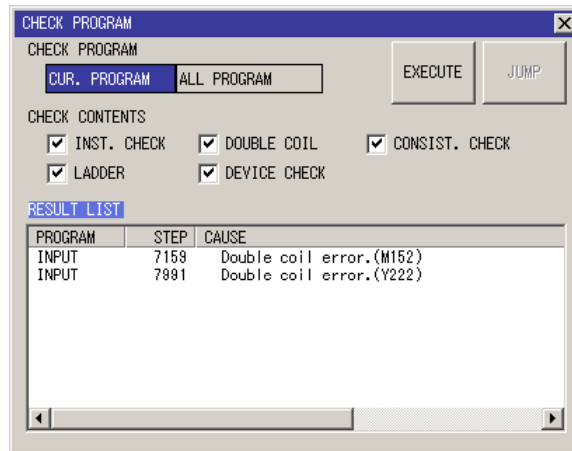 CHECK PROGRAM
CHECK PROGRAM
CUR. PROGRAM ALL PROGRAM EXECUTE JUMP
CHECK CONTENTS
INST. CHECK DOUBLE COIL CONSIST. CHECK
LADDER DEVICE CHECK
RESULT LIST
PROGRAM STEP CAUSE
INPUT 7159 Double coil error.(M152)
INPUT 7991 Double coil error.(Y222)